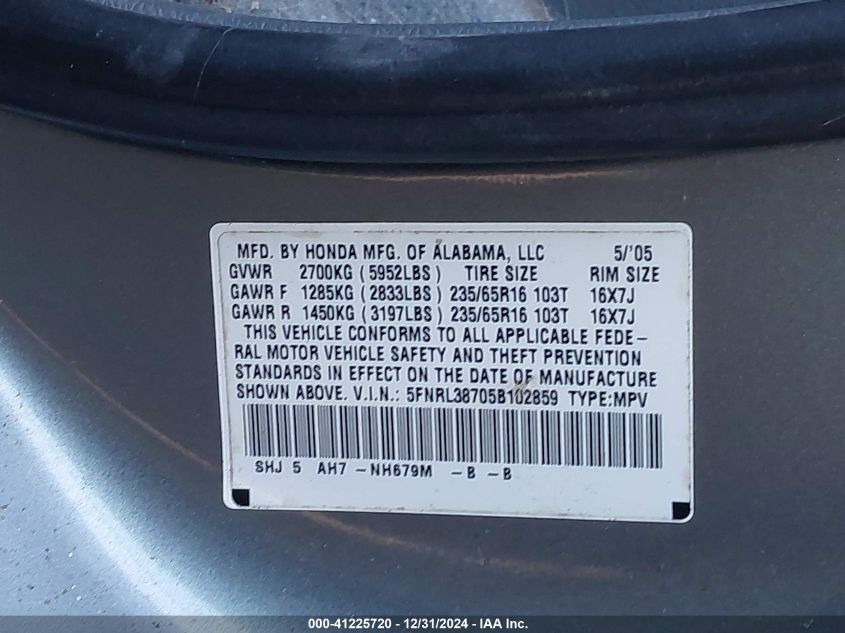 MFD. BY HONDA MFG. OF ALABAMA, LLC 5/'05
GVWR 2700KG (5952LBS) TIRE SIZE RIM SIZE
GAWR F 1285KG (2833LBS) 235/65R16 103T 16X7J
GAWR R 1450KG (3197LBS) 235/65R16 103T 16X7J
THIS VEHICLE CONFORMS TO ALL APPLICABLE FEDE-
RAL MOTOR VEHICLE SAFETY AND THEFT PREVENTION
STANDARDS IN EFFECT ON THE DATE OF MANUFACTURE
SHOWN ABOVE. V.I.N.: 5FNRL38705B102859 TYPE:MPV
SHJ 5 AH7 -NH679M -B -B
000-41225720 - 12/31/2024 - IAA Inc.